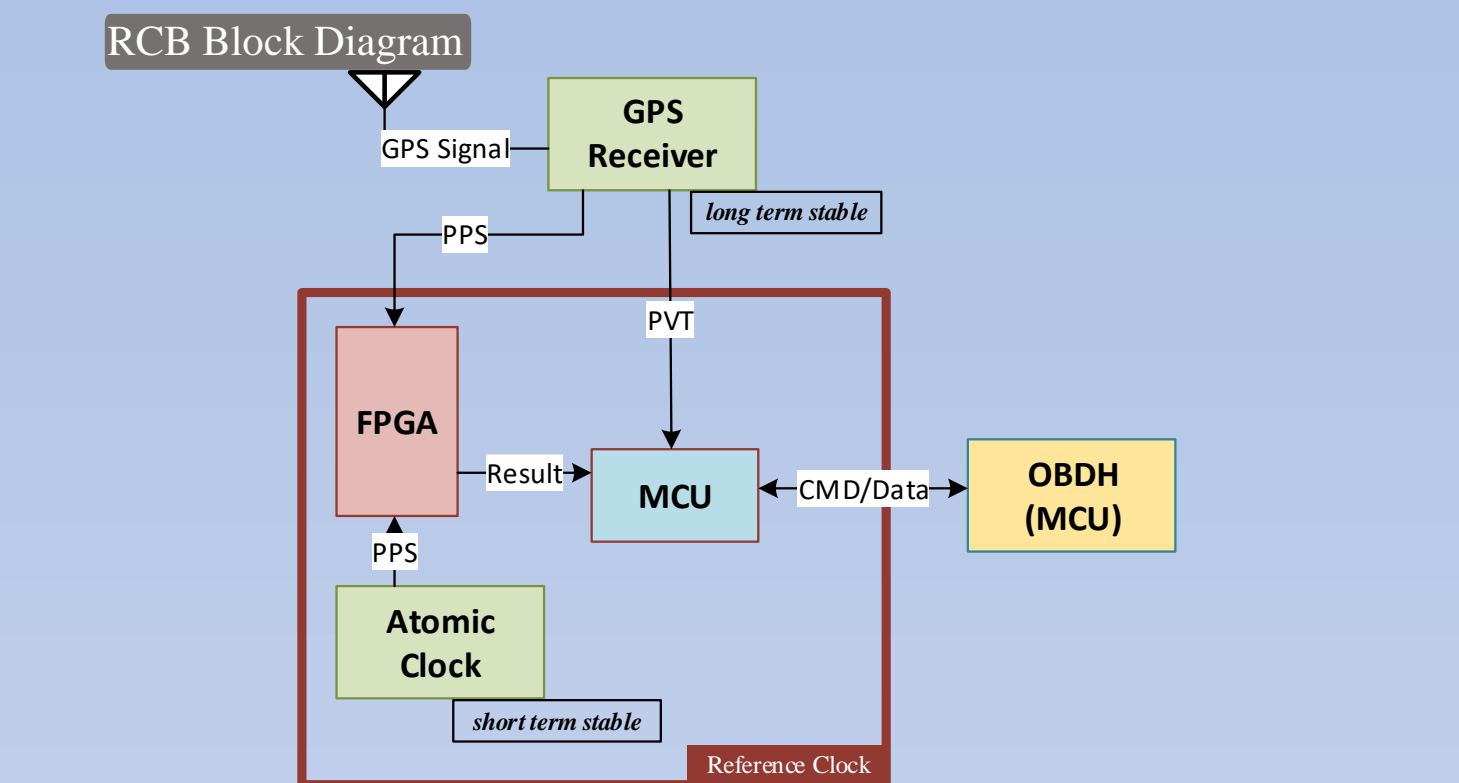 RCB Block Diagram
GPS
Receiver
GPS Signal
long term stable
PPS
PVT
FPGA
Result
MCU
CMD/Data
OBDH
(MCU)
PPS
Atomic
Clock
short term stable
Reference Clock